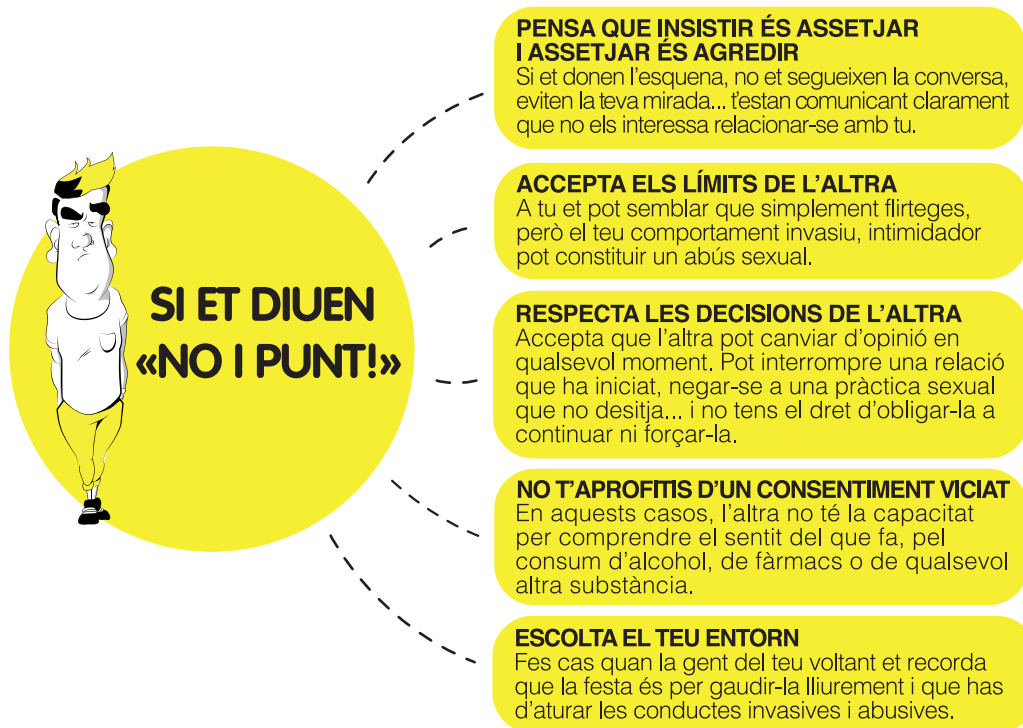 SI ET DIUEN
«NO I PUNT!»
PENSA QUE INSISTIR ÉS ASSETJAR
I ASSETJAR ÉS AGREDIR
Si et donen l'esquena, no et segueixen la conversa,
eviten la teva mirada... t'estan comunicant clarament
que no els interessa relacionar-se amb tu.
ACCEPTA ELS LÍMITS DE L'ALTRA
A tu et pot semblar que simplement flirteges,
però el teu comportament invasiu, intimidador
pot constituir un abús sexual.
RESPECTA LES DECISIONS DE L'ALTRA
Accepta que l'altra pot canviar d'opinió en
qualsevol moment. Pot interrompre una relació
que ha iniciat, negar-se a una pràctica sexual
que no desitja... i no tens el dret d'obligar-la a
continuar ni forçar-la.
NO T'APROFITIS D'UN CONSENTIMENT VICIAT
En aquests casos, l'altra no té la capacitat
per comprendre el sentit del que fa, pel
consum d'alcohol, de fàrmacs o de qualsevol
altra substància.
ESCOLTA EL TEU ENTORN
Fes cas quan la gent del teu voltant et recorda
que la festa és per gaudir-la lliurement i que has
d'aturar les conductes invasives i abusives.